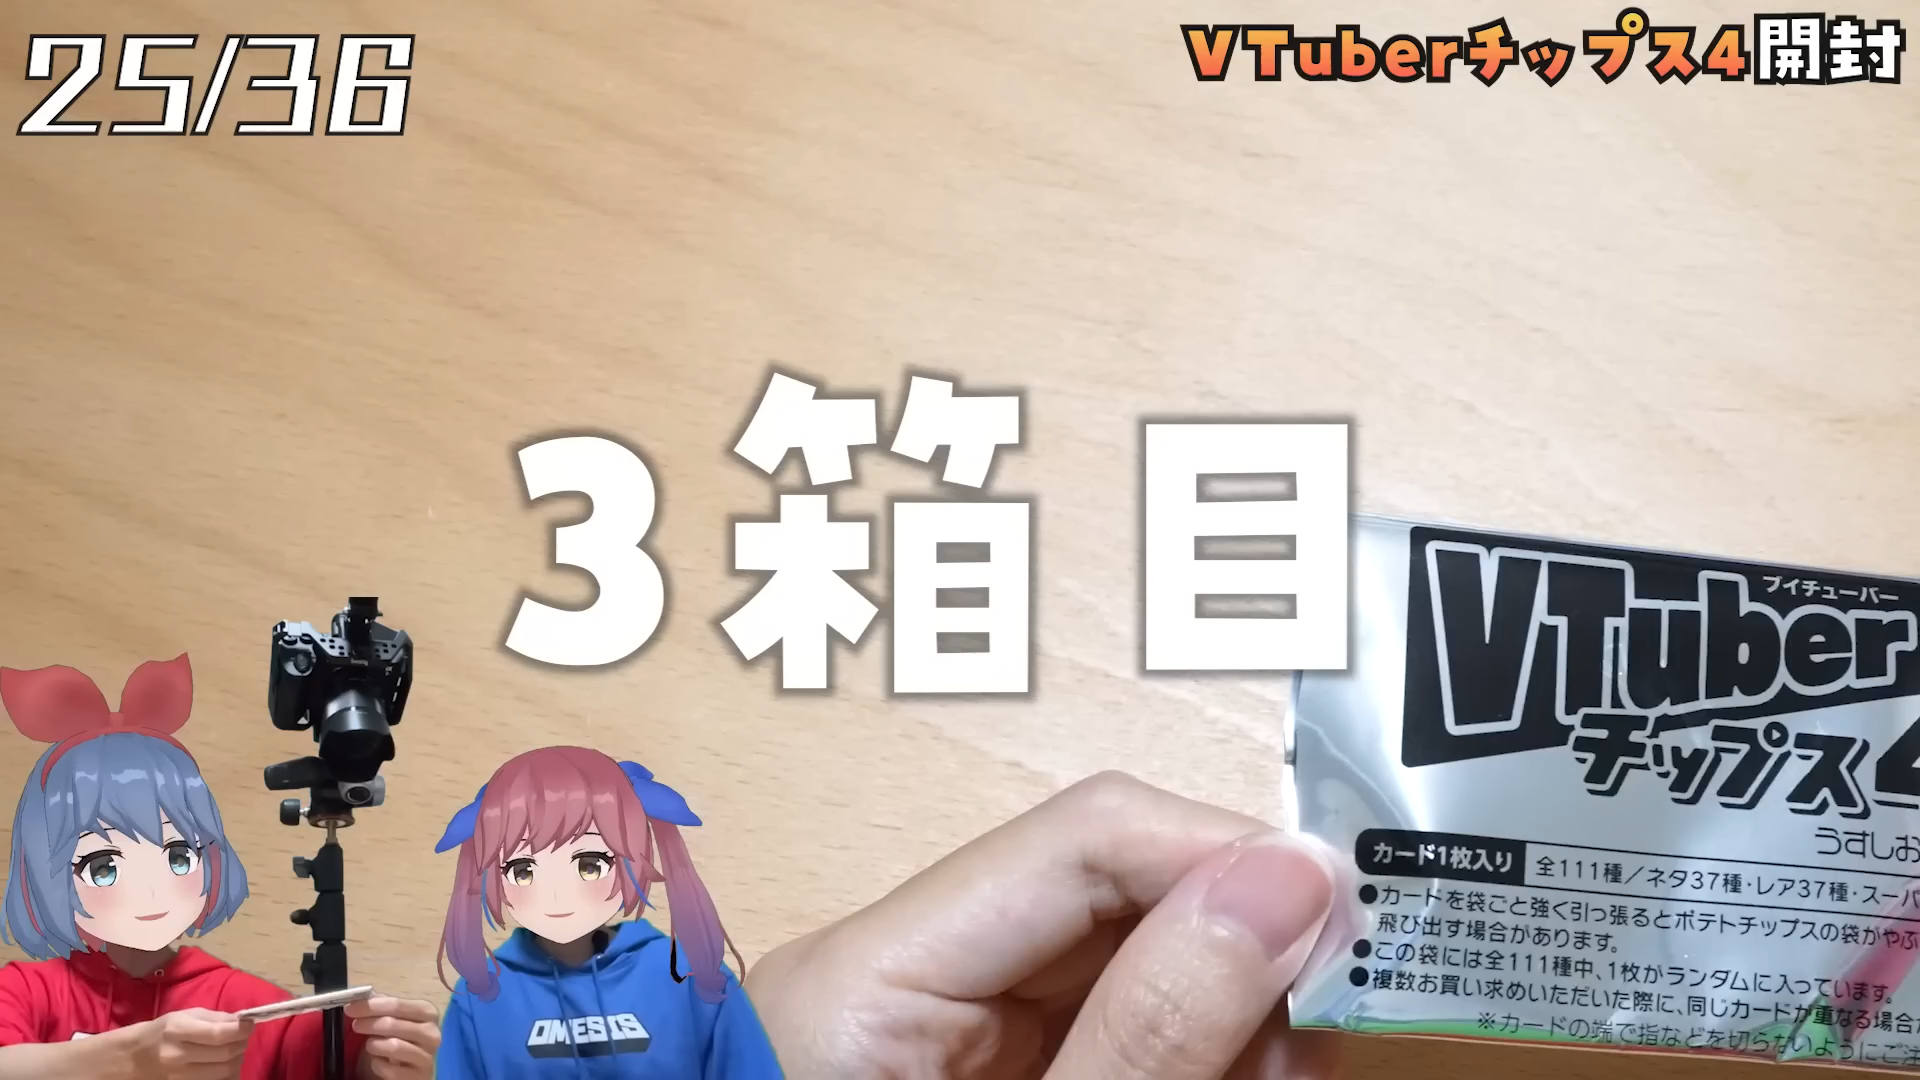 25/36
VTuberチップス4開封
3箱目
ブイチューバー
VTuber
チップス
うすしお
カード1枚入り 全111種／ネタ37種・レア37種・スーパ
●カードを袋ごと強く引っ張るとポテトチップスの袋がやぶ
飛び出す場合があります。
●この袋には全111種中、1枚がランダムに入っています。
●複数お買い求めいただいた際に、同じカードが重なる場合が
※カードの端で指などを切らないようにご注
OMESIS